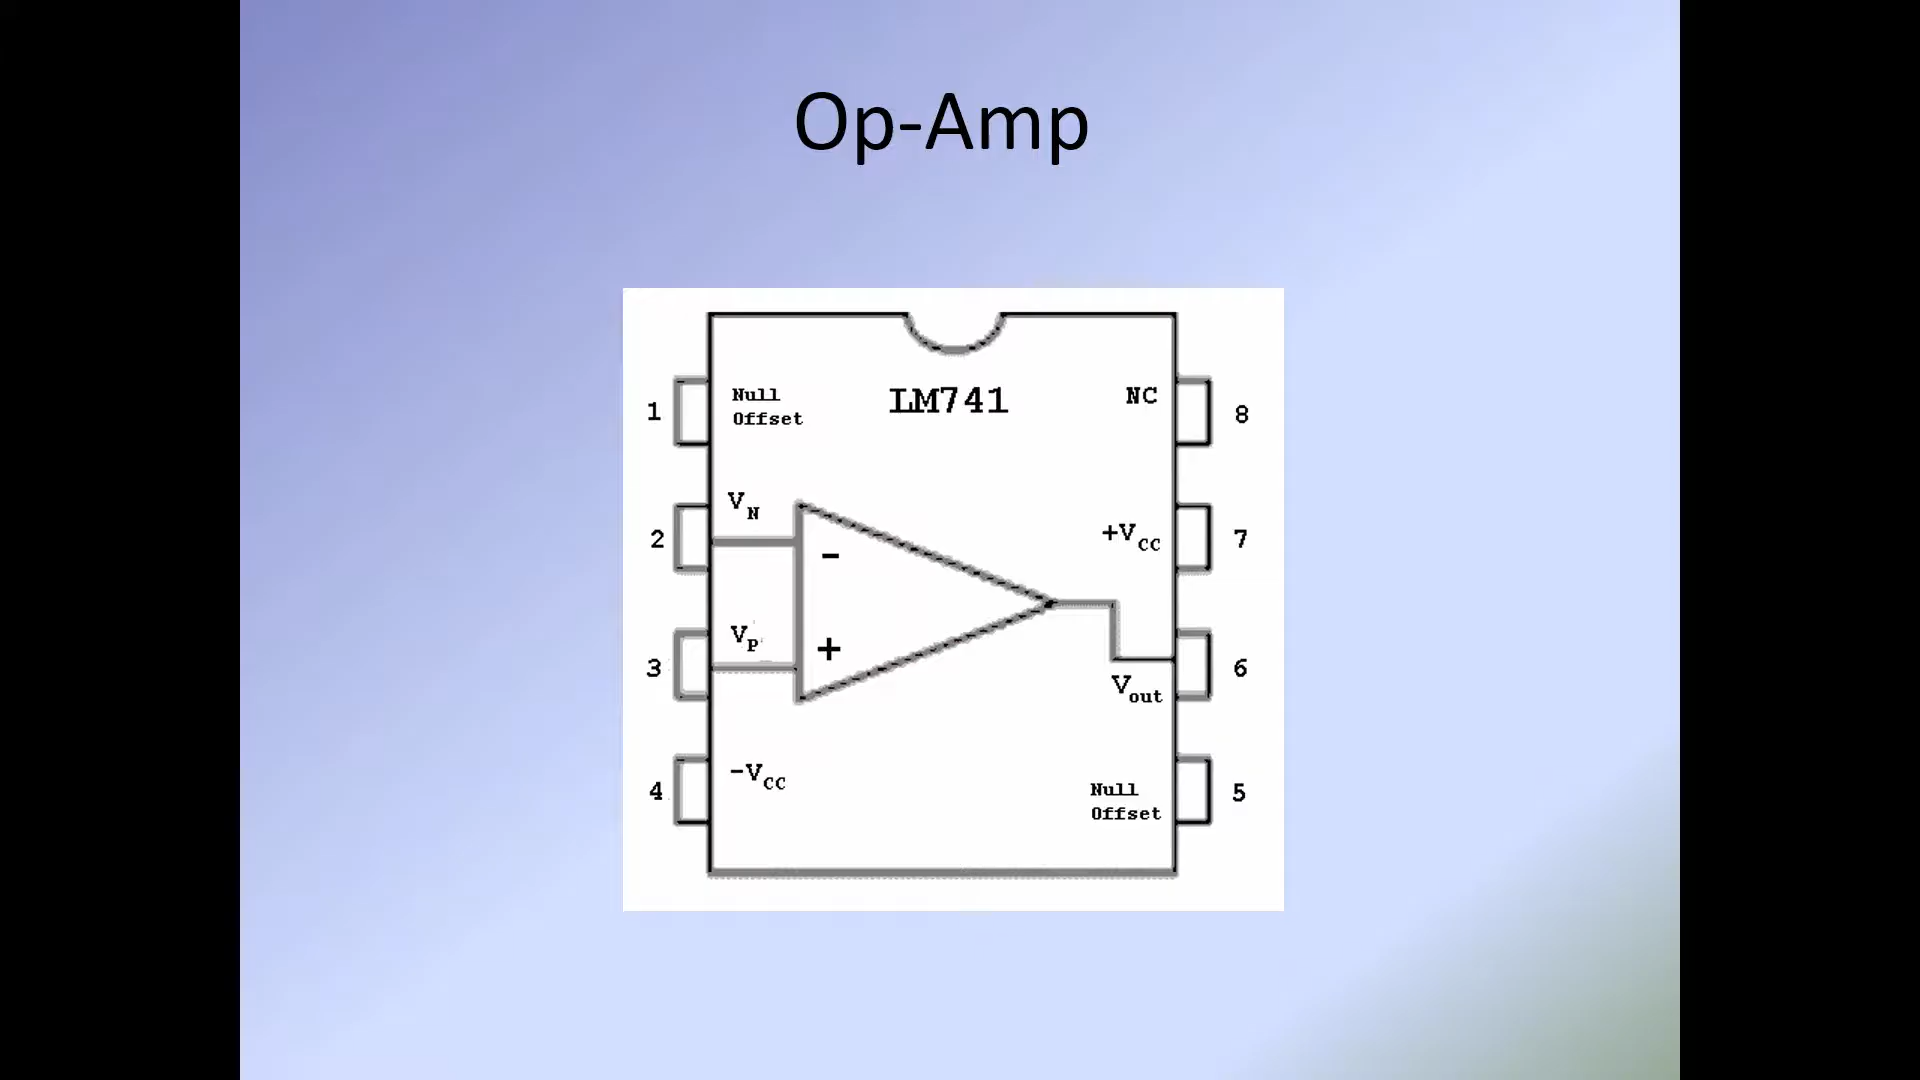 Op-Amp
LM741
1
Null
Offset
NC
8
2
V_N
-
+V_CC
7
3
V_P
+
V_out
6
4
-V_CC
Null
Offset
5